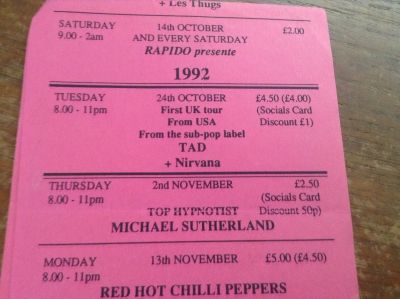 + Les Thugs
SATURDAY 14th OCTOBER £2.00
9.00 - 2am AND EVERY SATURDAY
RAPIDO presente
1992
TUESDAY 24th OCTOBER £4.50 (£4.00)
8.00 - 11pm First UK tour (Socials Card
From USA Discount £1)
From the sub-pop label
TAD
+ Nirvana
THURSDAY 2nd NOVEMBER £2.50
8.00 - 11pm (Socials Card
TOP HYPNOTIST Discount 50p)
MICHAEL SUTHERLAND
MONDAY 13th NOVEMBER £5.00 (£4.50)
8.00 - 11pm
RED HOT CHILLI PEPPERS